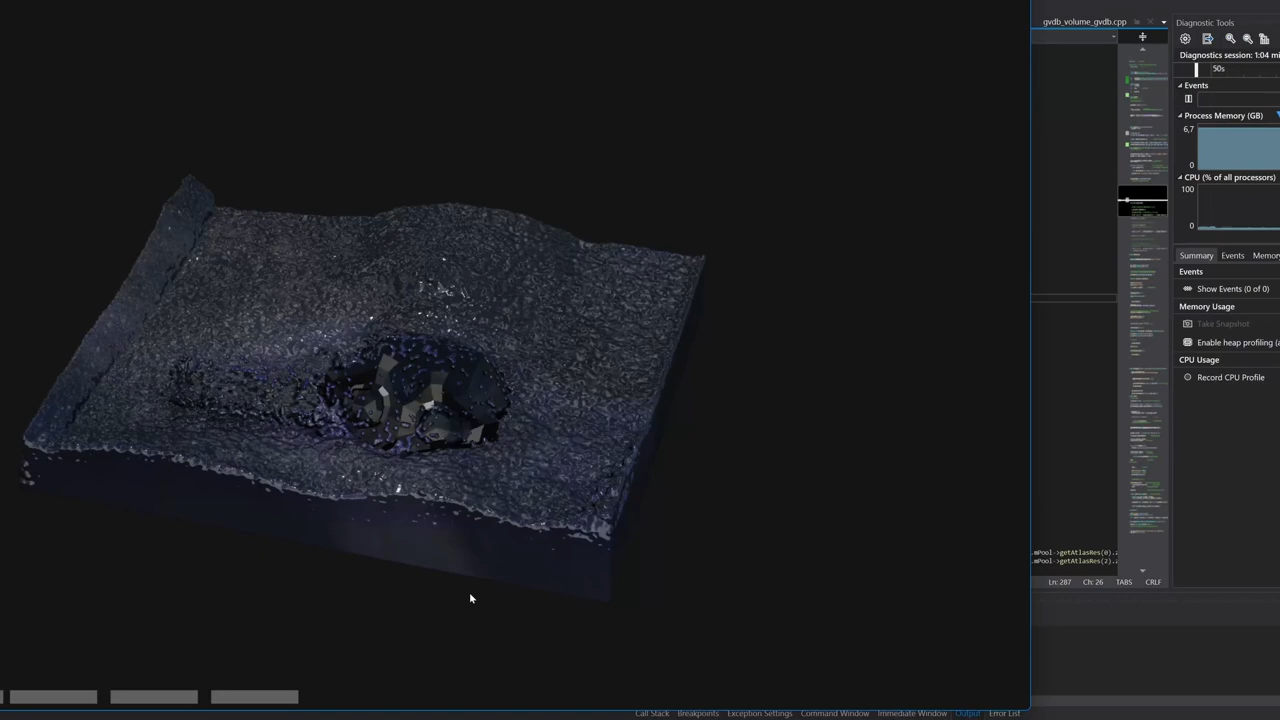 gvdb_volume_gvdb.cpp
Diagnostic Tools
Diagnostics session: 1:04 mi
50s
Events
Process Memory (GB)
6,7
0
CPU (% of all processors)
100
0
Summary Events Memor
Events
Show Events (0 of 0)
Memory Usage
Take Snapshot
Enable heap profiling (a
CPU Usage
Record CPU Profile
.mPool->getAtlasRes(0).
.mPool->getAtlasRes(2).
Ln: 287 Ch: 26 TABS CRLF
Call Stack Breakpoints Exception Settings Command Window Immediate Window Output Error List